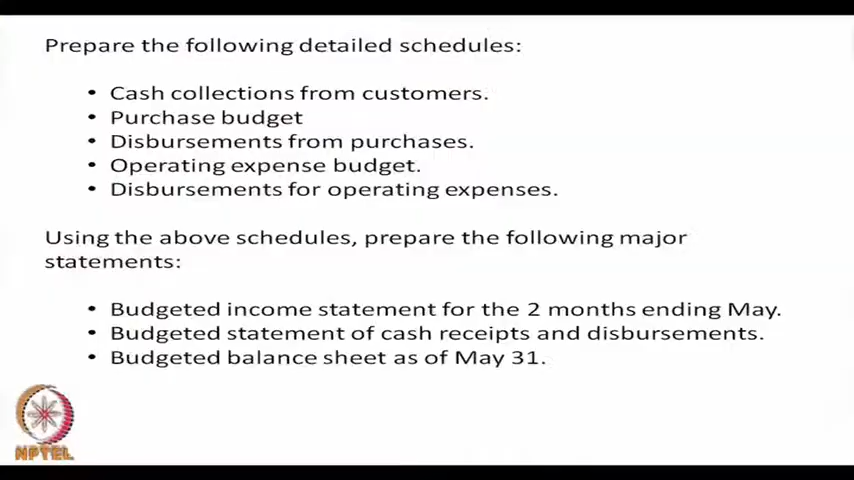 Prepare the following detailed schedules:
• Cash collections from customers.
• Purchase budget
• Disbursements from purchases.
• Operating expense budget.
• Disbursements for operating expenses.
Using the above schedules, prepare the following major
statements:
• Budgeted income statement for the 2 months ending May.
• Budgeted statement of cash receipts and disbursements.
• Budgeted balance sheet as of May 31.
NPTEL